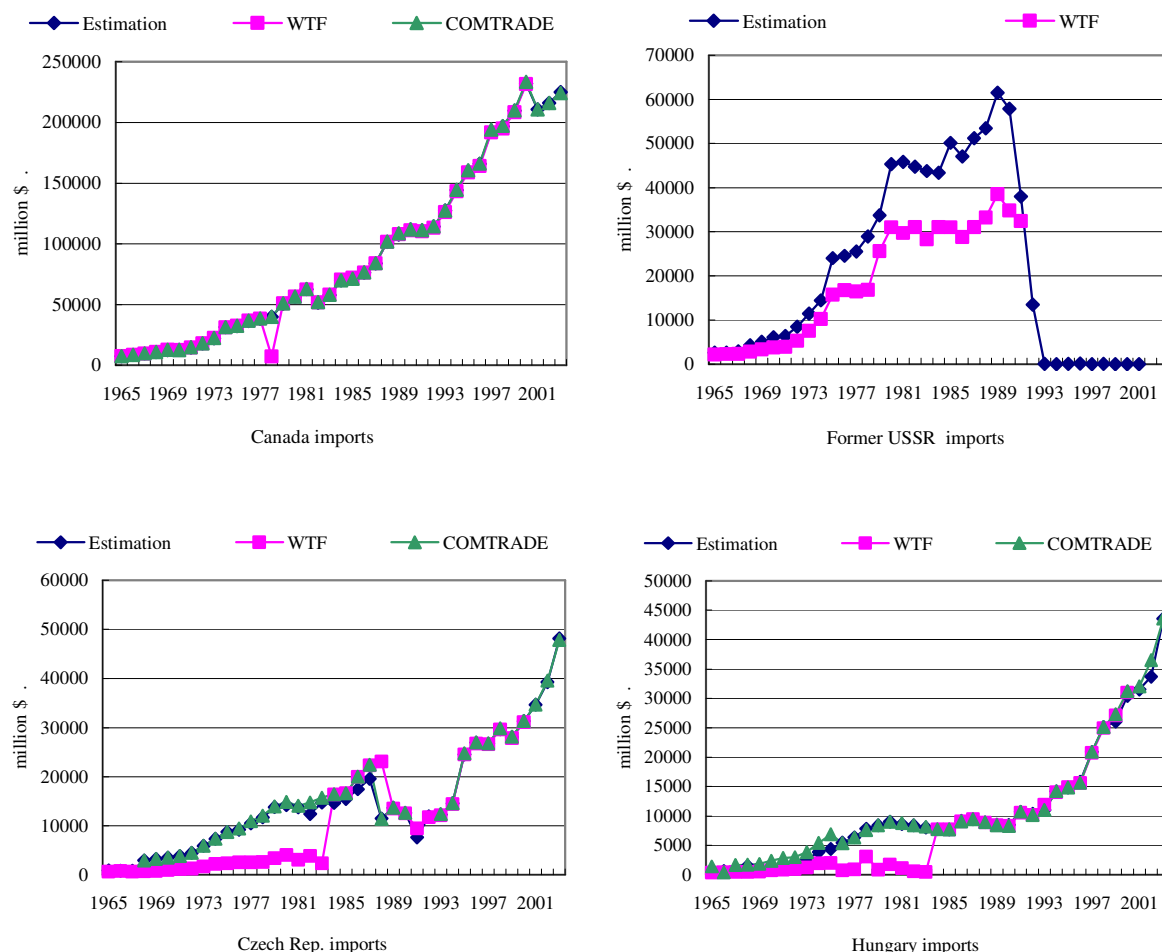 Estimation WTF COMTRADE
250000
200000
150000
100000
50000
0
million $ .
1965 1969 1973 1977 1981 1985 1989 1993 1997 2001
Canada imports
Estimation WTF
70000
60000
50000
40000
30000
20000
10000
0
million $ .
1965 1969 1973 1977 1981 1985 1989 1993 1997 2001
Former USSR imports
Estimation WTF COMTRADE
60000
50000
40000
30000
20000
10000
0
million $ .
1965 1969 1973 1977 1981 1985 1989 1993 1997 2001
Czech Rep. imports
Estimation WTF COMTRADE
50000
45000
40000
35000
30000
25000
20000
15000
10000
5000
0
million $ .
1965 1969 1973 1977 1981 1985 1989 1993 1997 2001
Hungary imports